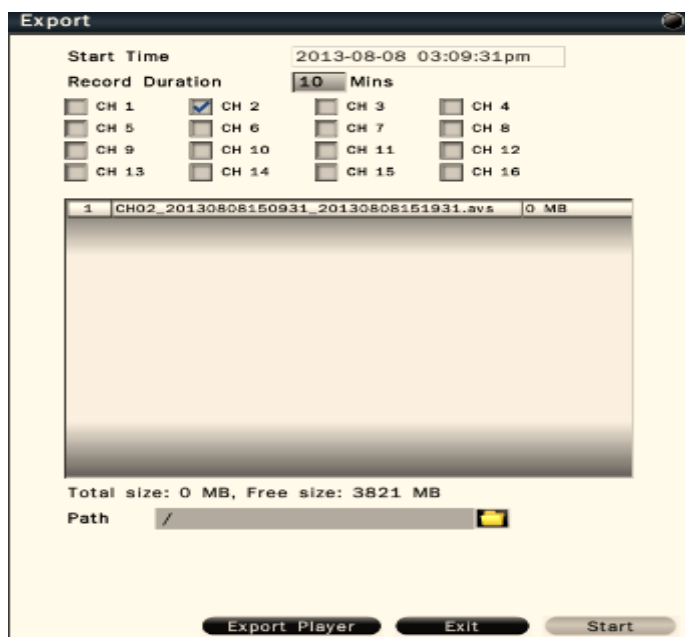 Export
Start Time 2013-08-08 03:09:31pm
Record Duration 10 Mins
CH 1 CH 2 CH 3 CH 4
CH 5 CH 6 CH 7 CH 8
CH 9 CH 10 CH 11 CH 12
CH 13 CH 14 CH 15 CH 16
1 CH02_20130808150931_20130808151931.avs 0 MB
Total size: 0 MB, Free size: 3821 MB
Path /
Export Player Exit Start